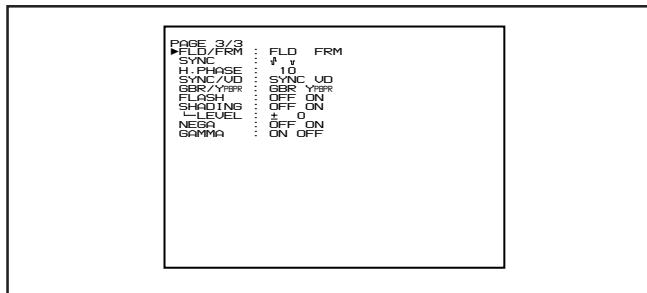 PAGE 3/3
►FLD/FRM : FLD FRM
SYNC :
H.PHASE : 10
SYNC/VD : SYNC VD
GBR/YPBPR : GBR YPBPR
FLASH : OFF ON
SHADING : OFF ON
└LEVEL : ± 0
NEGA : OFF ON
GAMMA : ON OFF